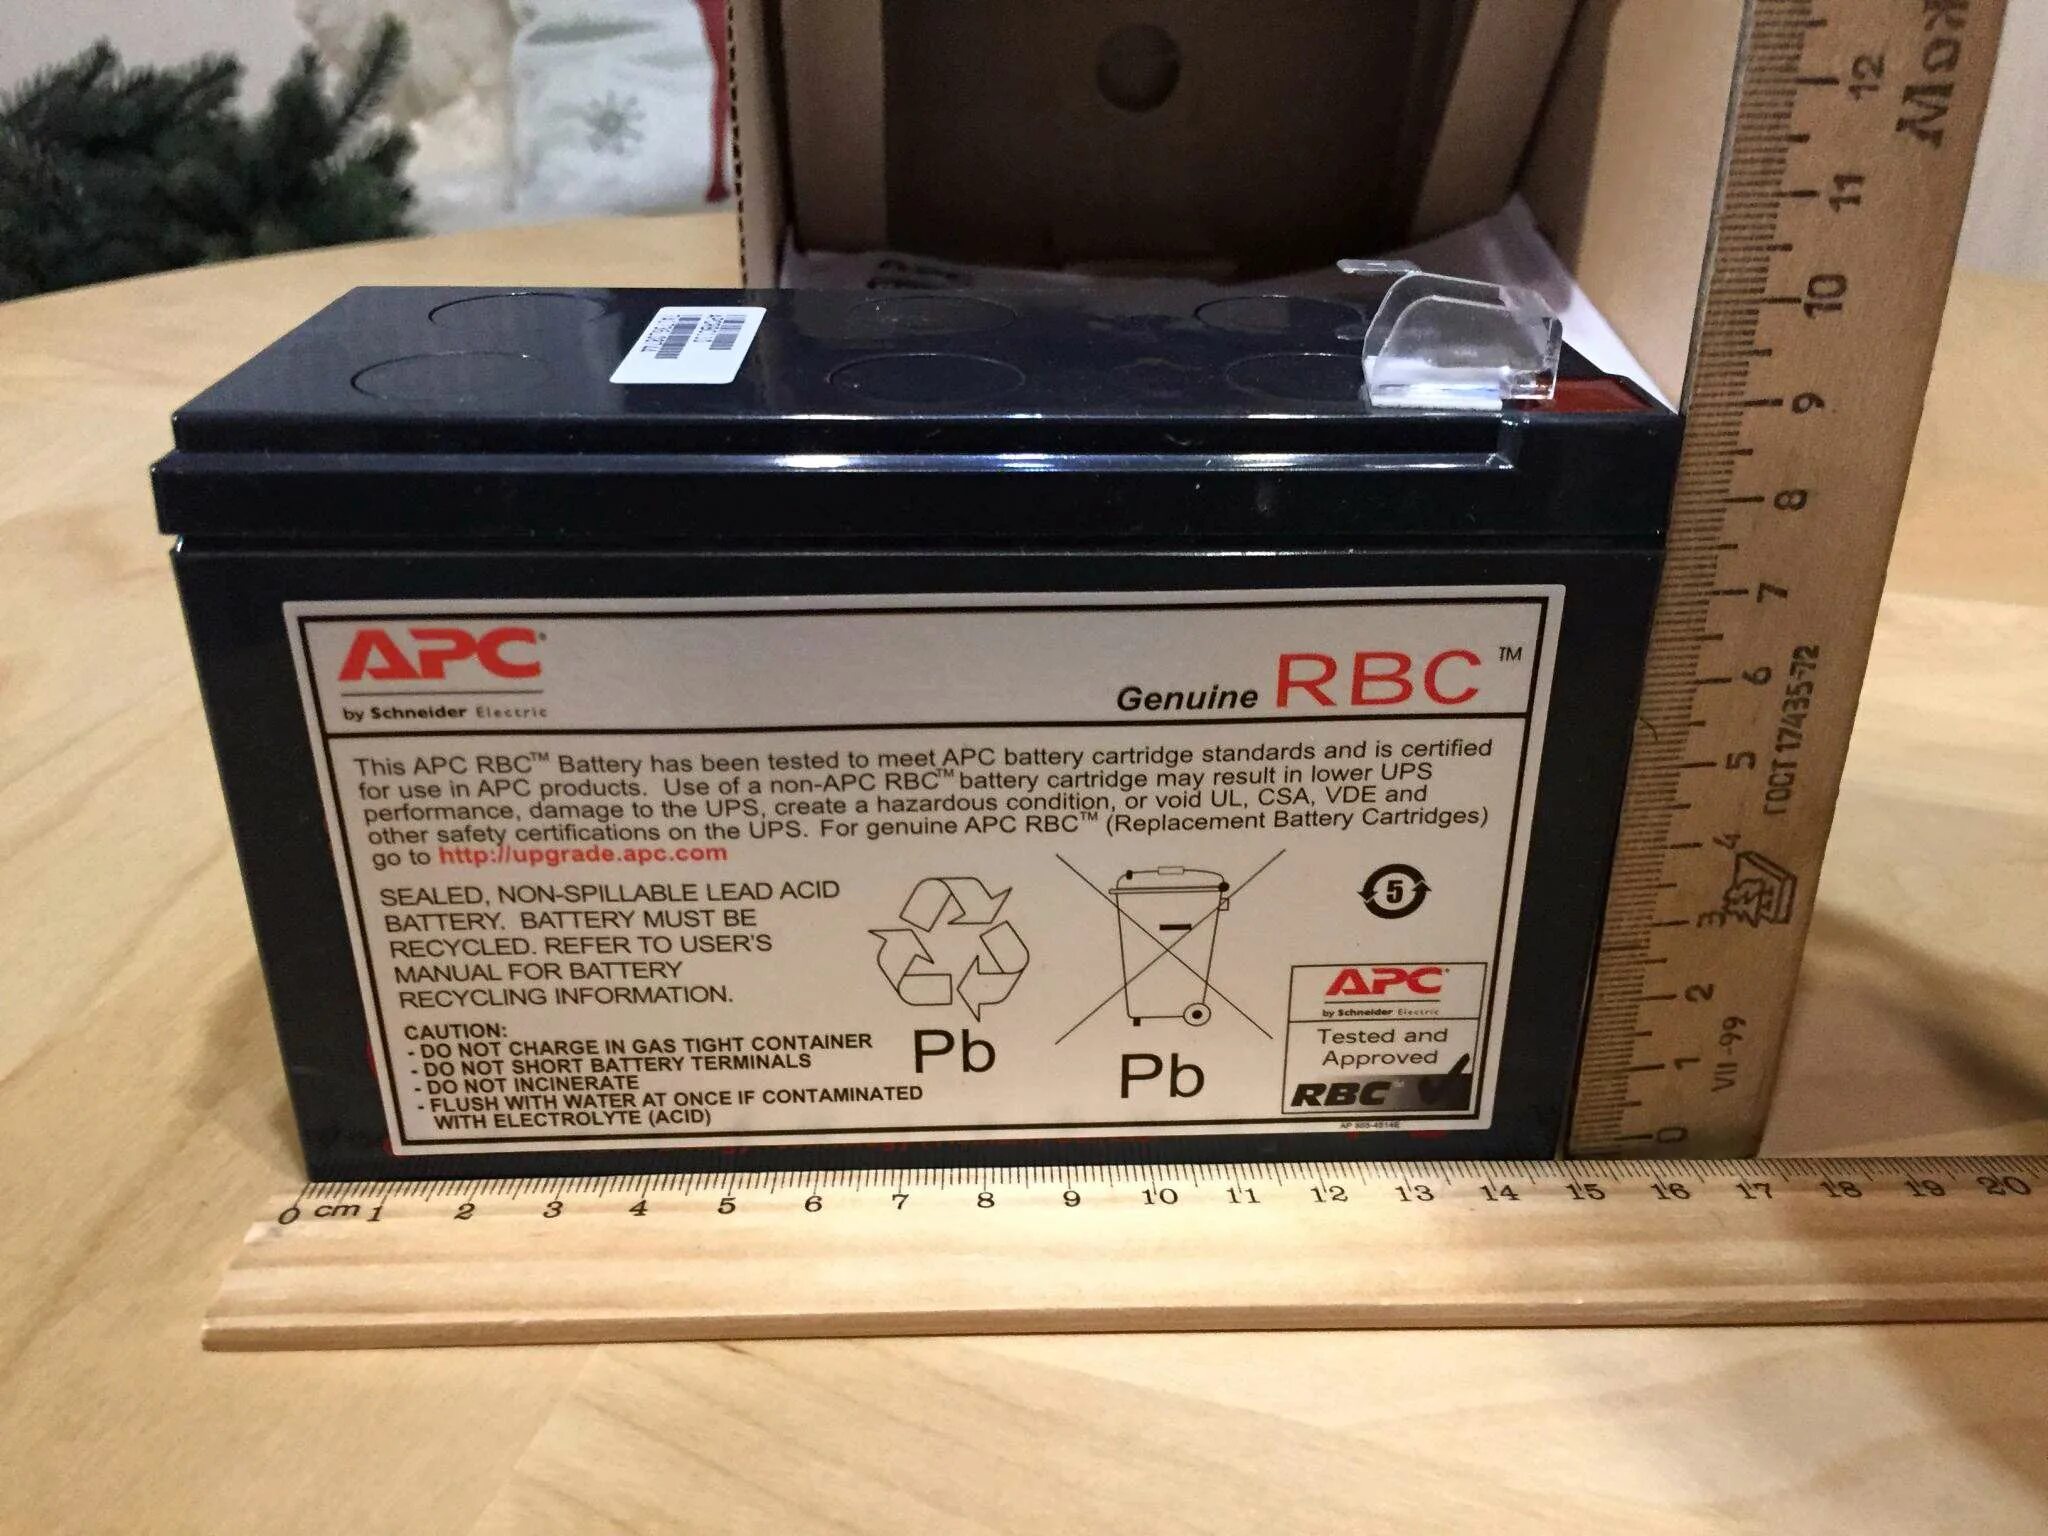 12
Мож
11
10
9
8
7
6
ГОСТ 17435-72
5
4
3
2
VII -99
1
0
APC
by Schneider Electric
Genuine RBC™
This APC RBC™ Battery has been tested to meet APC battery cartridge standards and is certified
for use in APC products. Use of a non-APC RBC™ battery cartridge may result in lower UPS
performance, damage to the UPS, create a hazardous condition, or void UL, CSA, VDE and
other safety certifications on the UPS. For genuine APC RBC™ (Replacement Battery Cartridges)
go to http://upgrade.apc.com
SEALED, NON-SPILLABLE LEAD ACID
BATTERY. BATTERY MUST BE
RECYCLED. REFER TO USER'S
MANUAL FOR BATTERY
RECYCLING INFORMATION.
CAUTION:
- DO NOT CHARGE IN GAS TIGHT CONTAINER
- DO NOT SHORT BATTERY TERMINALS
- DO NOT INCINERATE
- FLUSH WITH WATER AT ONCE IF CONTAMINATED
WITH ELECTROLYTE (ACID)
Pb
Pb
5
APC
by Schneider Electric
Tested and
Approved
RBC™
0 cm 1 2 3 4 5 6 7 8 9 10 11 12 13 14 15 16 17 18 19 20